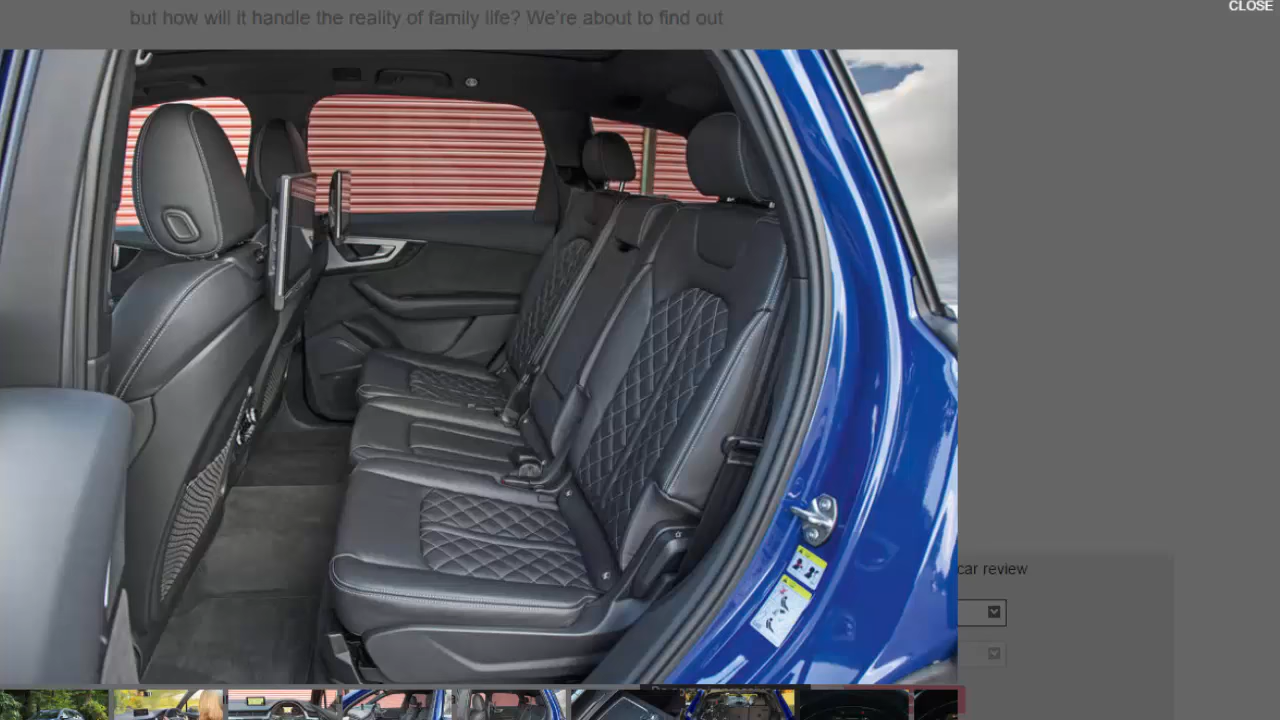 but how will it handle the reality of family life? We're about to find out
CLOSE
car review